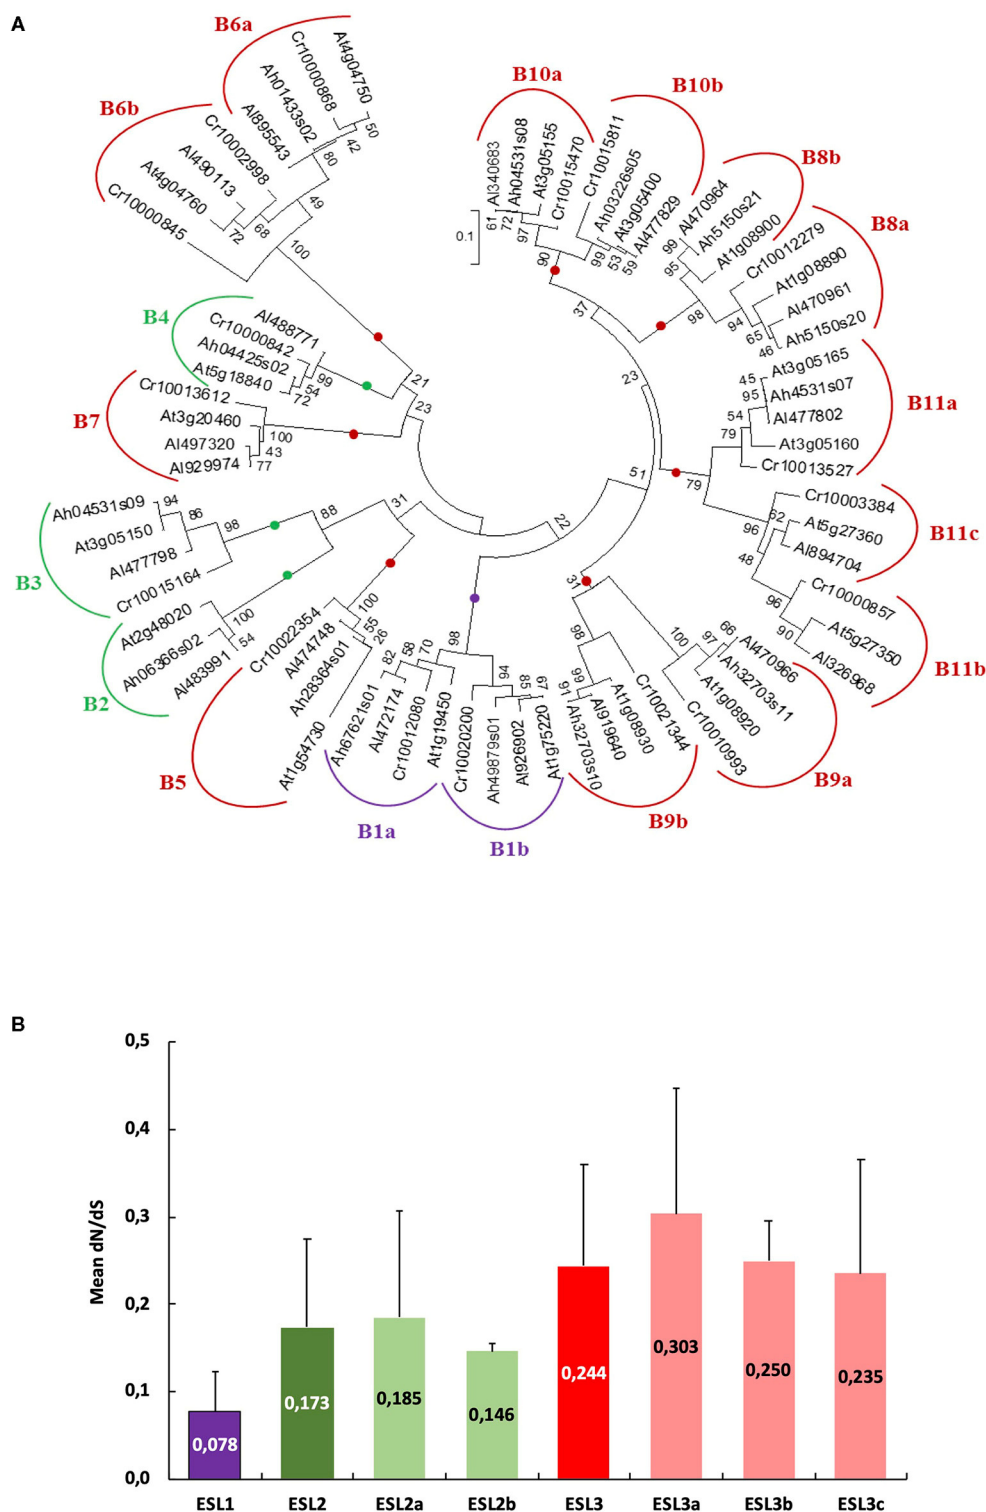 A
B6a
At4g04750
Cr10000868
Ah01433s02
Al895543
50
42
80
B6b
Cr10002998
Al490113
At4g04760
Cr10000845
72
68
49
100
B4
Al488771
Cr10000842
Ah04425s02
At5g18840
99
54
72
21
23
B7
Cr10013612
At3g20460
Al497320
Al929974
100
43
77
B3
Ah04531s09
At3g05150
Al477798
Cr10015164
94
86
98
88
31
B2
At2g48020
Ah06366s02
Al483991
100
54
B5
Cr10022354
Al474748
Ah28364s01
At1g54730
100
55
26
B1a
Ah67621s01
Al472174
Cr10012080
At1g19450
82
58
70
98
B1b
Cr10020200
Ah49879s01
Al926902
At1g75220
94
85
67
22
B9b
Ah32703s10
Al919640
At1g08930
Cr10021344
91
99
98
31
B9a
Al470966
Ah32703s11
At1g08920
Cr10010993
66
97
100
51
B11b
Cr10000857
At5g27350
Al326968
96
90
B11c
Cr10003384
At5g27360
Al894704
62
96
48
B11a
At3g05165
Ah4531s07
Al477802
At3g05160
Cr10013527
45
95
54
79
79
23
B8a
Cr10012279
At1g08890
Al470961
Ah5150s20
94
65
46
B8b
Al470964
Ah5150s21
At1g08900
99
95
98
37
B10b
Cr10015811
Ah03226s05
At3g05400
Al477829
99
53
59
B10a
Al340683
Ah04531s08
At3g05155
Cr10015470
61
72
97
90
0.1
B
Mean dN/dS
0,5
0,4
0,3
0,2
0,1
0,0
0,078
0,173
0,185
0,146
0,244
0,303
0,250
0,235
ESL1 ESL2 ESL2a ESL2b ESL3 ESL3a ESL3b ESL3c